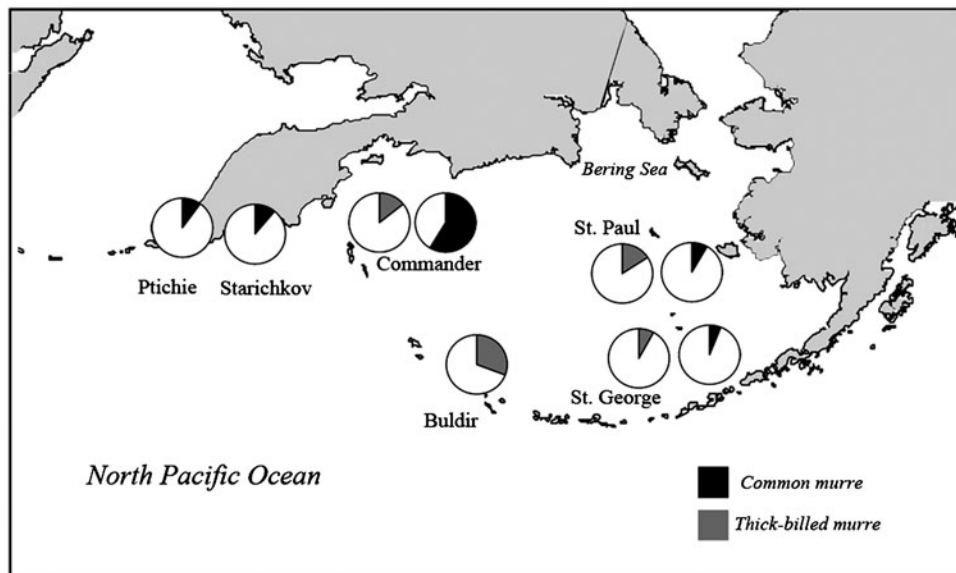 Bering Sea
St. Paul
Commander
Ptichie
Starichkov
St. George
Buldir
North Pacific Ocean
Common murre
Thick-billed murre